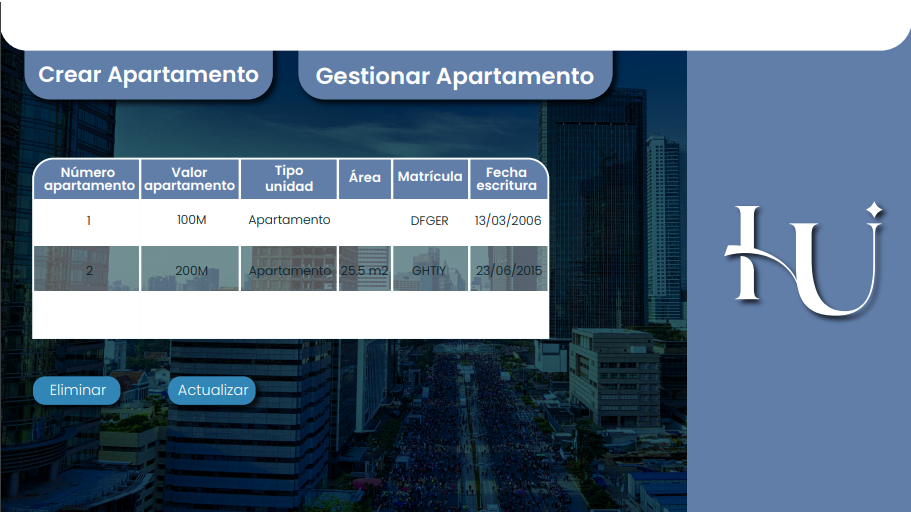 Crear Apartamento
Gestionar Apartamento
Número apartamento Valor apartamento Tipo unidad Área Matrícula Fecha escritura
1 100M Apartamento DFGER 13/03/2006
2 200M Apartamento 25,5 m2 GHTIY 23/06/2015
Eliminar
Actualizar
HU